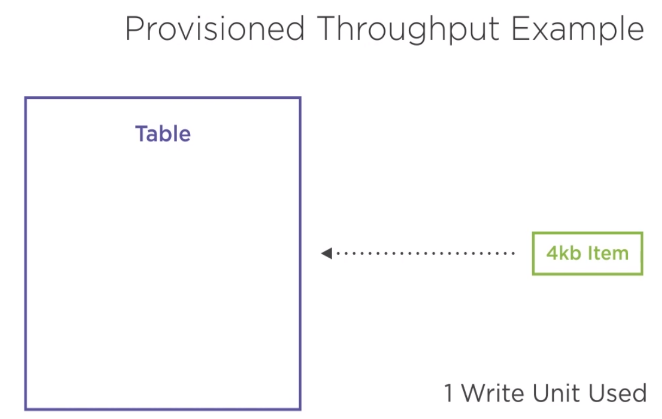 Provisioned Throughput Example
Table
4kb Item
1 Write Unit Used